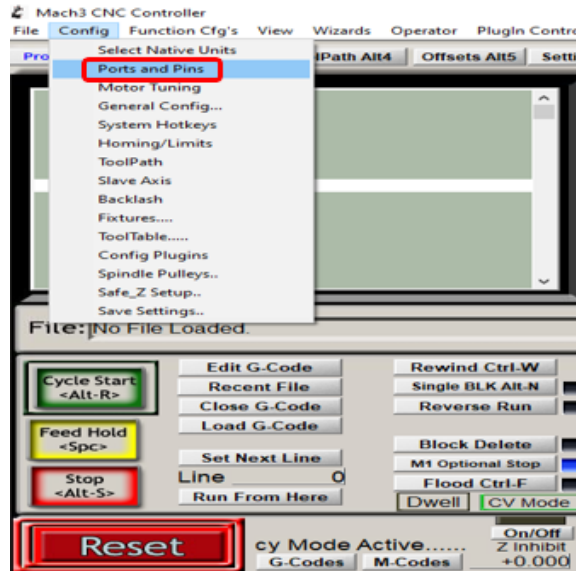 Mach3 CNC Controller
File Config Function Cfg's View Wizards Operator PlugIn Contro
Pro
lPath Alt4 Offsets Alt5 Setti
Select Native Units
Ports and Pins
Motor Tuning
General Config...
System Hotkeys
Homing/Limits
ToolPath
Slave Axis
Backlash
Fixtures....
ToolTable.....
Config Plugins
Spindle Pulleys..
Safe_Z Setup..
Save Settings..
File: No File Loaded.
Cycle Start
<Alt-R>
Feed Hold
<Spc>
Stop
<Alt-S>
Edit G-Code
Recent File
Close G-Code
Load G-Code
Set Next Line
Line 0
Run From Here
Rewind Ctrl-W
Single BLK Alt-N
Reverse Run
Block Delete
M1 Optional Stop
Flood Ctrl-F
Dwell CV Mode
Reset
cy Mode Active......
G-Codes M-Codes
On/Off
Z Inhibit
+0.000